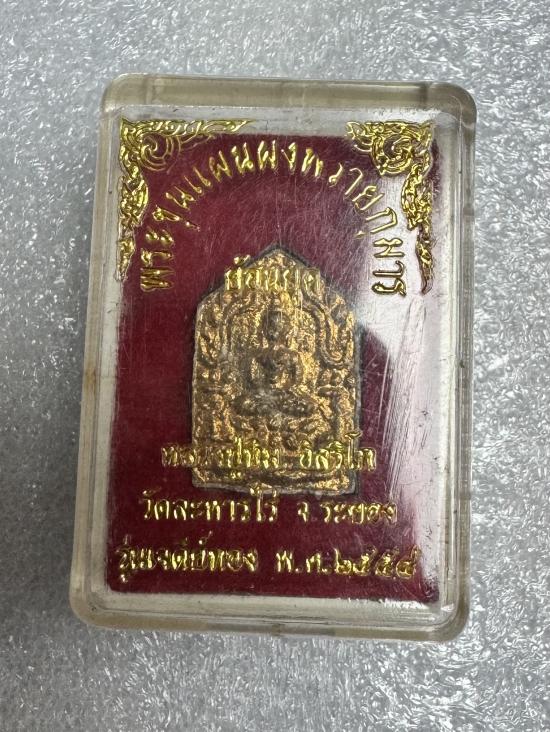 พระขุนแผนผงพรายกุมาร
หลวงปู่ทิม อิสริโก
วัดละหารไร่ จ.ระยอง
รุ่นเจดีย์ทอง พ.ศ.๒๕๕๔